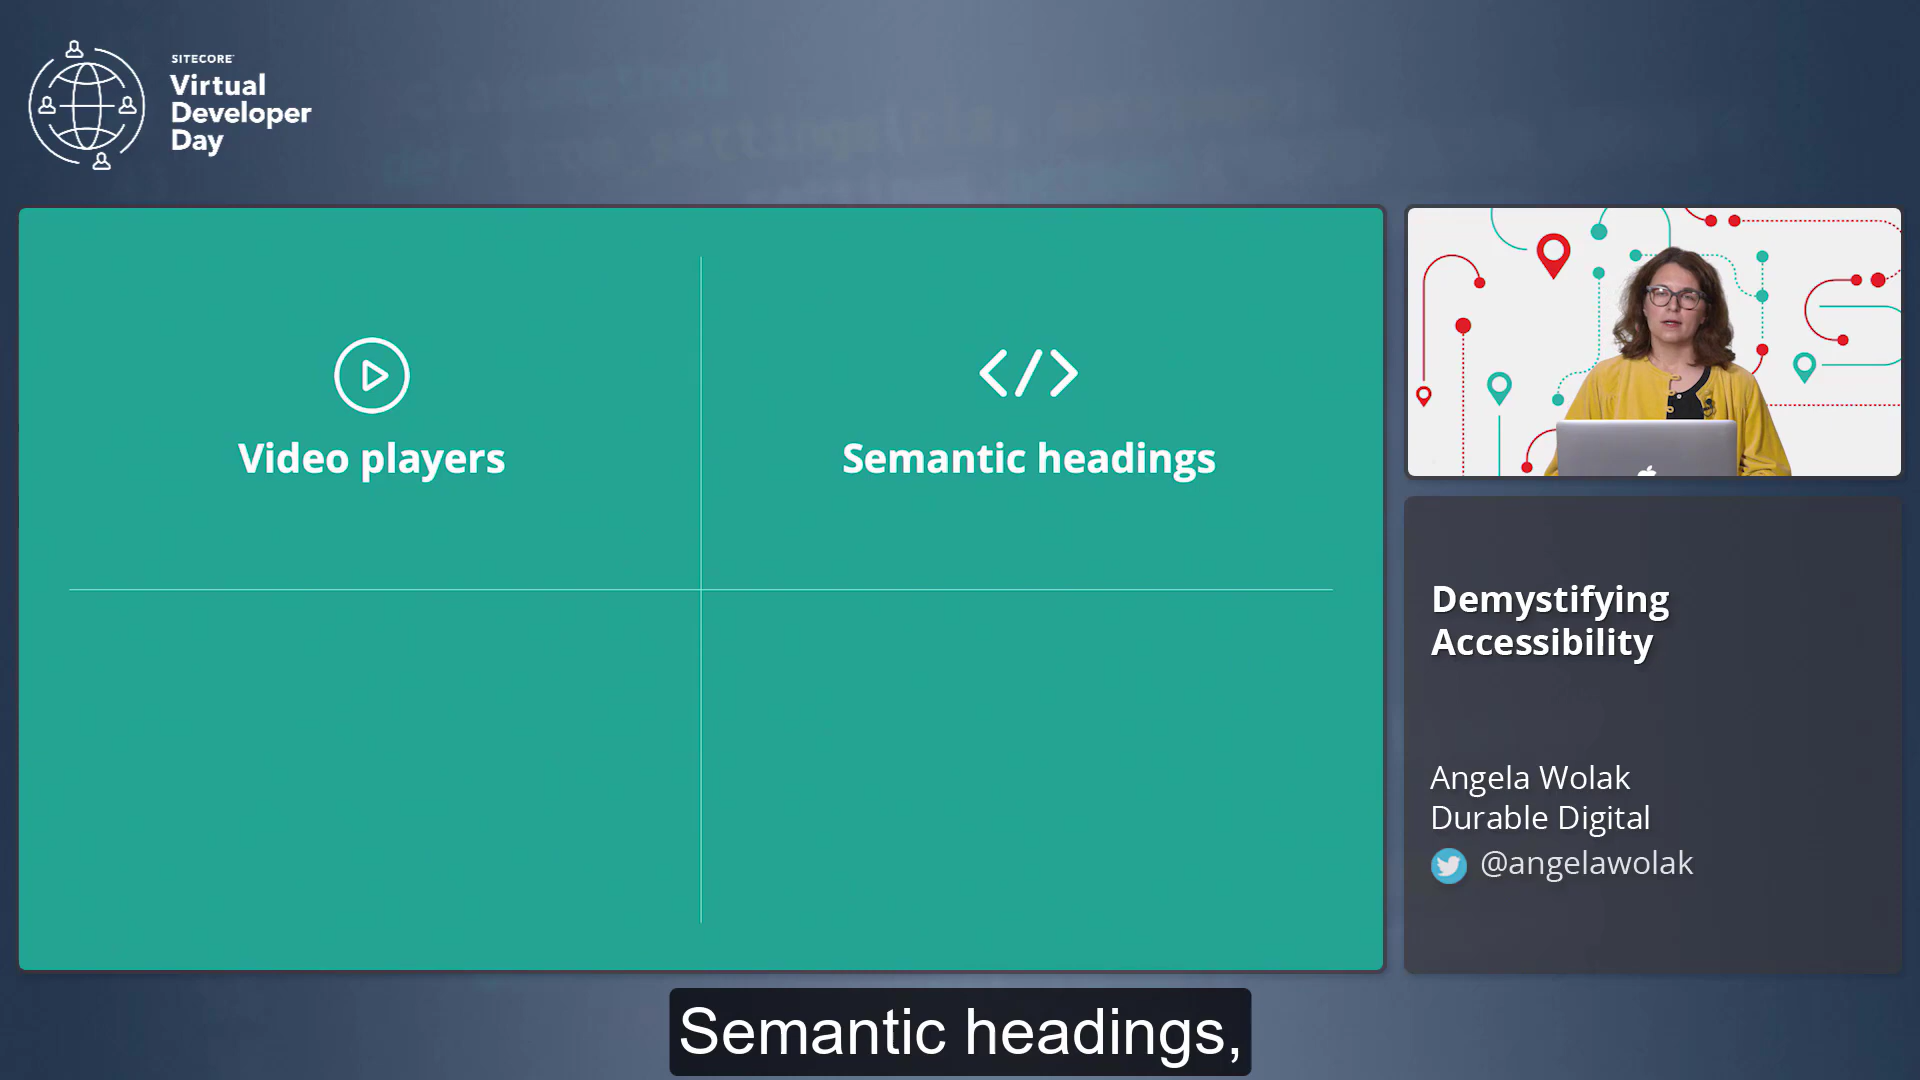 SITECORE
Virtual
Developer
Day
Video players
Semantic headings
Demystifying
Accessibility
Angela Wolak
Durable Digital
@angelawolak
Semantic headings,